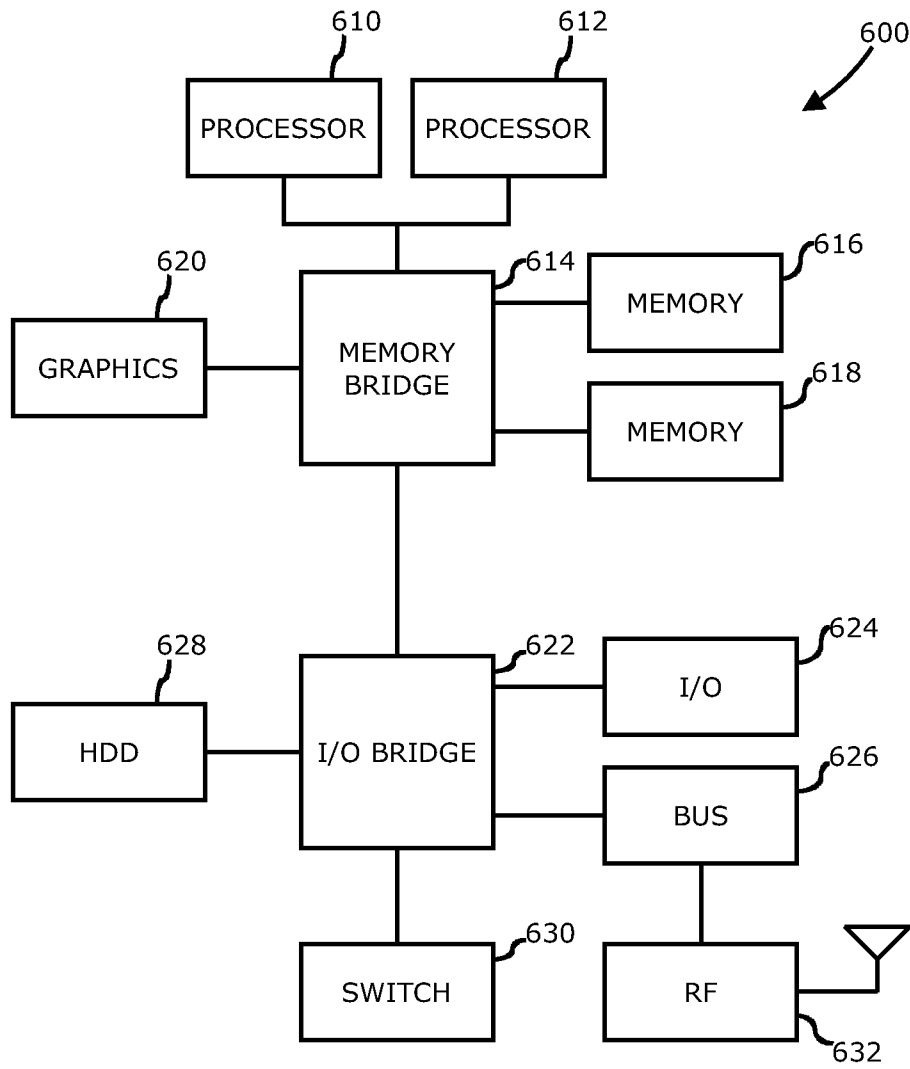 610
612
600
PROCESSOR
PROCESSOR
620
614
616
GRAPHICS
MEMORY
BRIDGE
MEMORY
618
MEMORY
628
622
624
HDD
I/O BRIDGE
I/O
626
BUS
630
SWITCH
RF
632